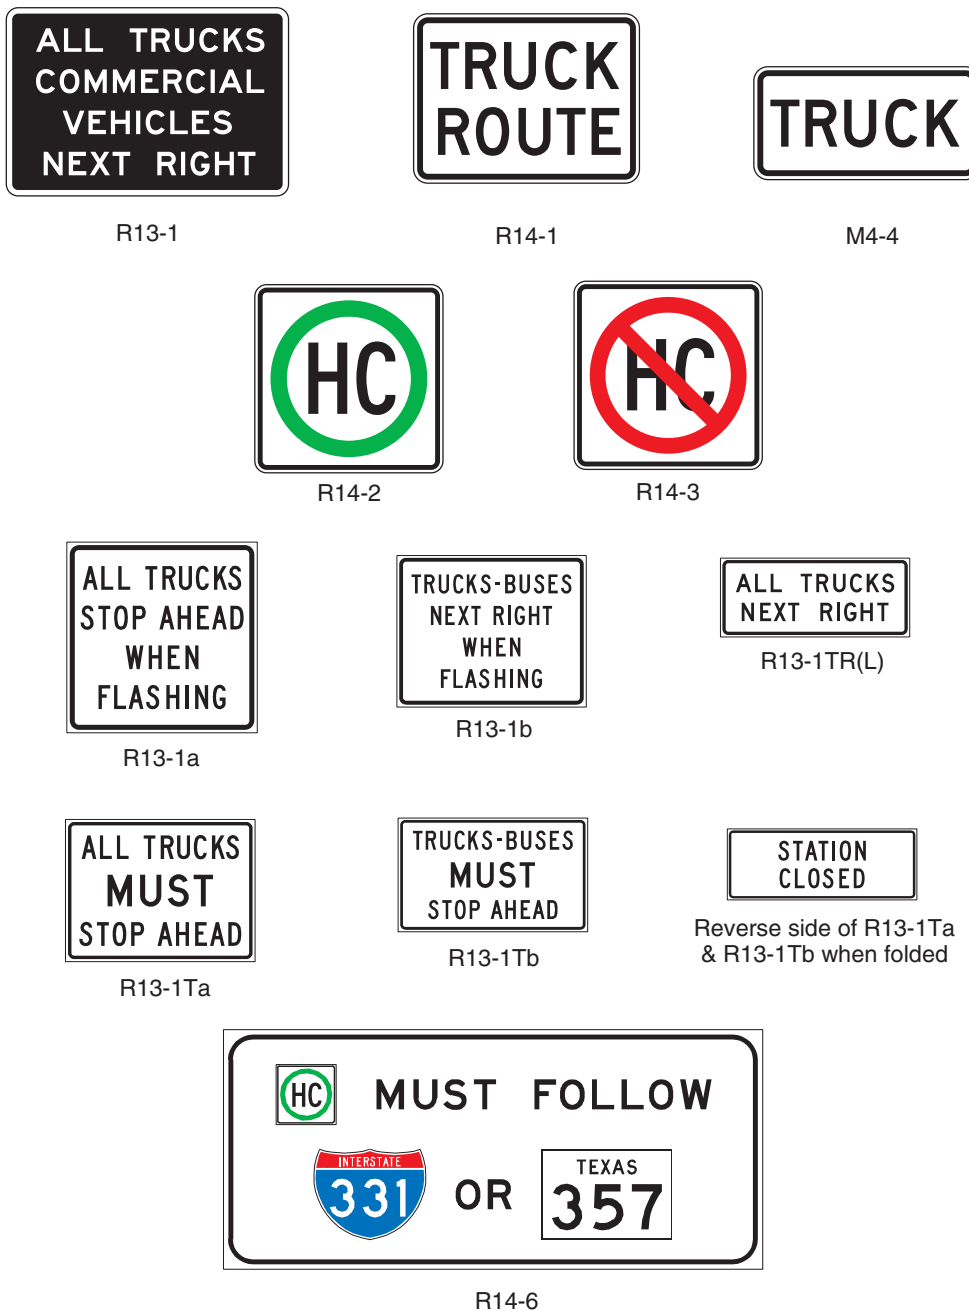 ALL TRUCKS
COMMERCIAL
VEHICLES
NEXT RIGHT
R13-1
TRUCK
ROUTE
R14-1
TRUCK
M4-4
HC
R14-2
HC
R14-3
ALL TRUCKS
STOP AHEAD
WHEN
FLASHING
R13-1a
TRUCKS-BUSES
NEXT RIGHT
WHEN
FLASHING
R13-1b
ALL TRUCKS
NEXT RIGHT
R13-1TR(L)
ALL TRUCKS
MUST
STOP AHEAD
R13-1Ta
TRUCKS-BUSES
MUST
STOP AHEAD
R13-1Tb
STATION
CLOSED
Reverse side of R13-1Ta
& R13-1Tb when folded
HC MUST FOLLOW
INTERSTATE
331
OR
TEXAS
357
R14-6